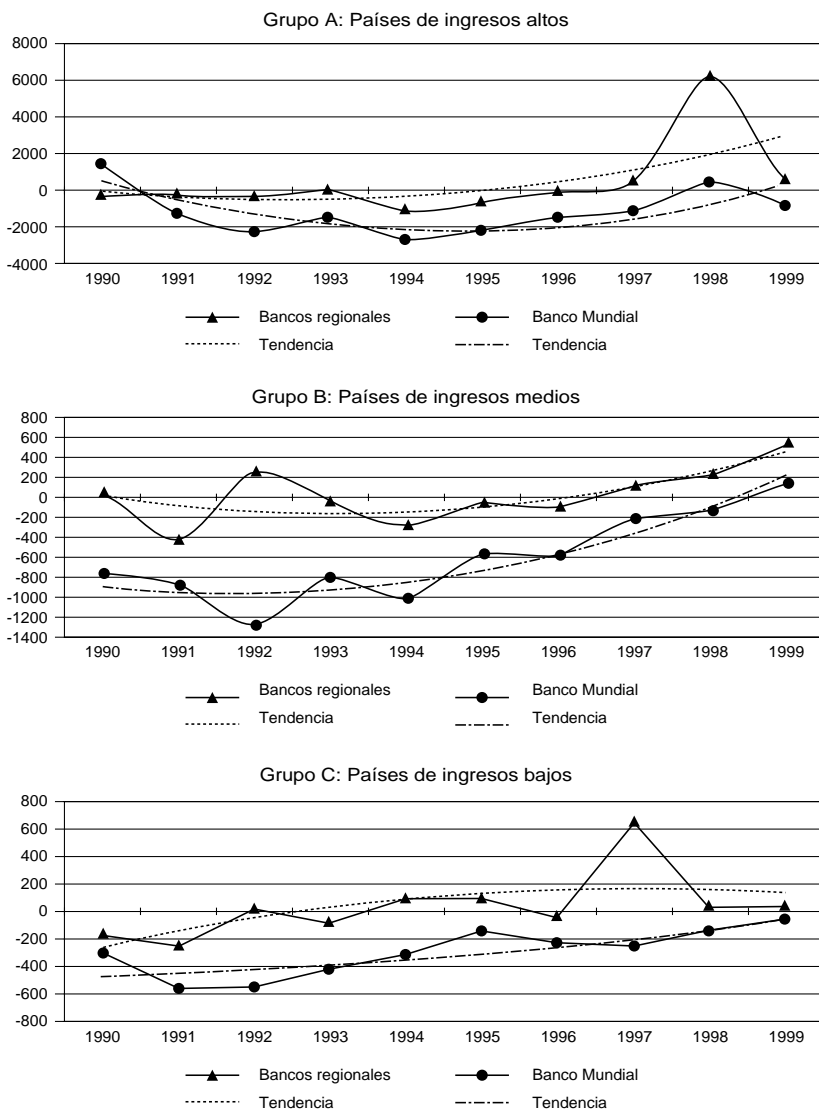 Grupo A: Países de ingresos altos
8000
6000
4000
2000
0
-2000
-4000
1990 1991 1992 1993 1994 1995 1996 1997 1998 1999
Bancos regionales Banco Mundial
Tendencia Tendencia
Grupo B: Países de ingresos medios
800
600
400
200
0
-200
-400
-600
-800
-1000
-1200
-1400
1990 1991 1992 1993 1994 1995 1996 1997 1998 1999
Bancos regionales Banco Mundial
Tendencia Tendencia
Grupo C: Países de ingresos bajos
800
600
400
200
0
-200
-400
-600
-800
1990 1991 1992 1993 1994 1995 1996 1997 1998 1999
Bancos regionales Banco Mundial
Tendencia Tendencia